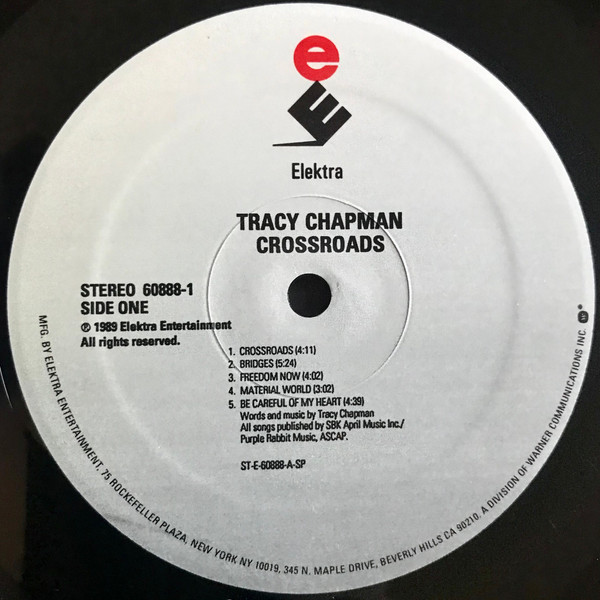 e
E
Elektra
TRACY CHAPMAN
CROSSROADS
STEREO 60888-1
SIDE ONE
℗ 1989 Elektra Entertainment
All rights reserved.
1. CROSSROADS (4:11)
2. BRIDGES (5:24)
3. FREEDOM NOW (4:02)
4. MATERIAL WORLD (3:02)
5. BE CAREFUL OF MY HEART (4:39)
Words and music by Tracy Chapman
All songs published by SBK April Music Inc./
Purple Rabbit Music, ASCAP.
ST-E-60888-A-SP
MFG. BY ELEKTRA ENTERTAINMENT, 75 ROCKEFELLER PLAZA, NEW YORK NY 10019, 345 N. MAPLE DRIVE, BEVERLY HILLS CA 90210. A DIVISION OF WARNER COMMUNICATIONS INC.